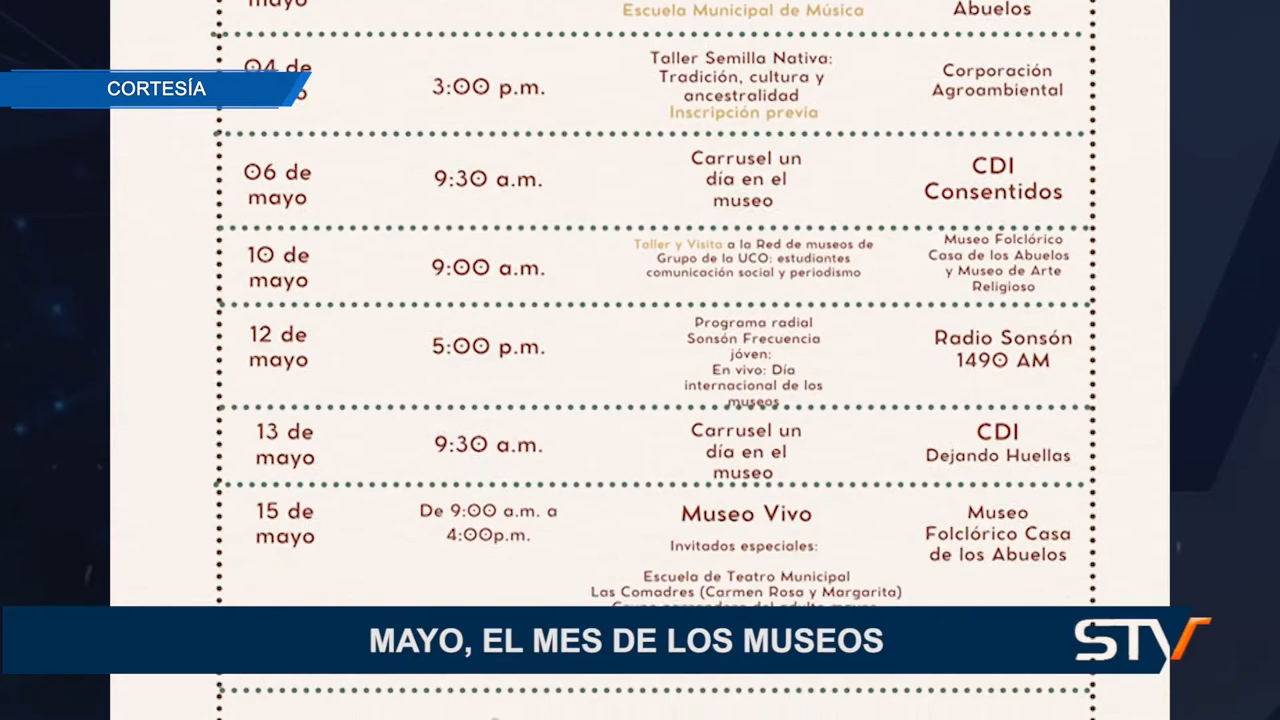 mayo
Escuela Municipal de Música
Abuelos
04 de
CORTESÍA
3:00 p.m.
Taller Semilla Nativa:
Tradición, cultura y
ancestralidad
Inscripción previa
Corporación
Agroambiental
06 de
mayo
9:30 a.m.
Carrusel un
día en el
museo
CDI
Consentidos
10 de
mayo
9:00 a.m.
Taller y Visita a la Red de museos de
Grupo de la UCO: estudiantes
comunicación social y periodismo
Museo Folclórico
Casa de los Abuelos
y Museo de Arte
Religioso
12 de
mayo
5:00 p.m.
Programa radial
Sonsón Frecuencia
jóven:
En vivo: Día
internacional de los
museos
Radio Sonsón
1490 AM
13 de
mayo
9:30 a.m.
Carrusel un
día en el
museo
CDI
Dejando Huellas
15 de
mayo
De 9:00 a.m. a
4:00p.m.
Museo Vivo
Invitados especiales:
Escuela de Teatro Municipal
Las Comadres (Carmen Rosa y Margarita)
Museo
Folclórico Casa
de los Abuelos
MAYO, EL MES DE LOS MUSEOS
STV